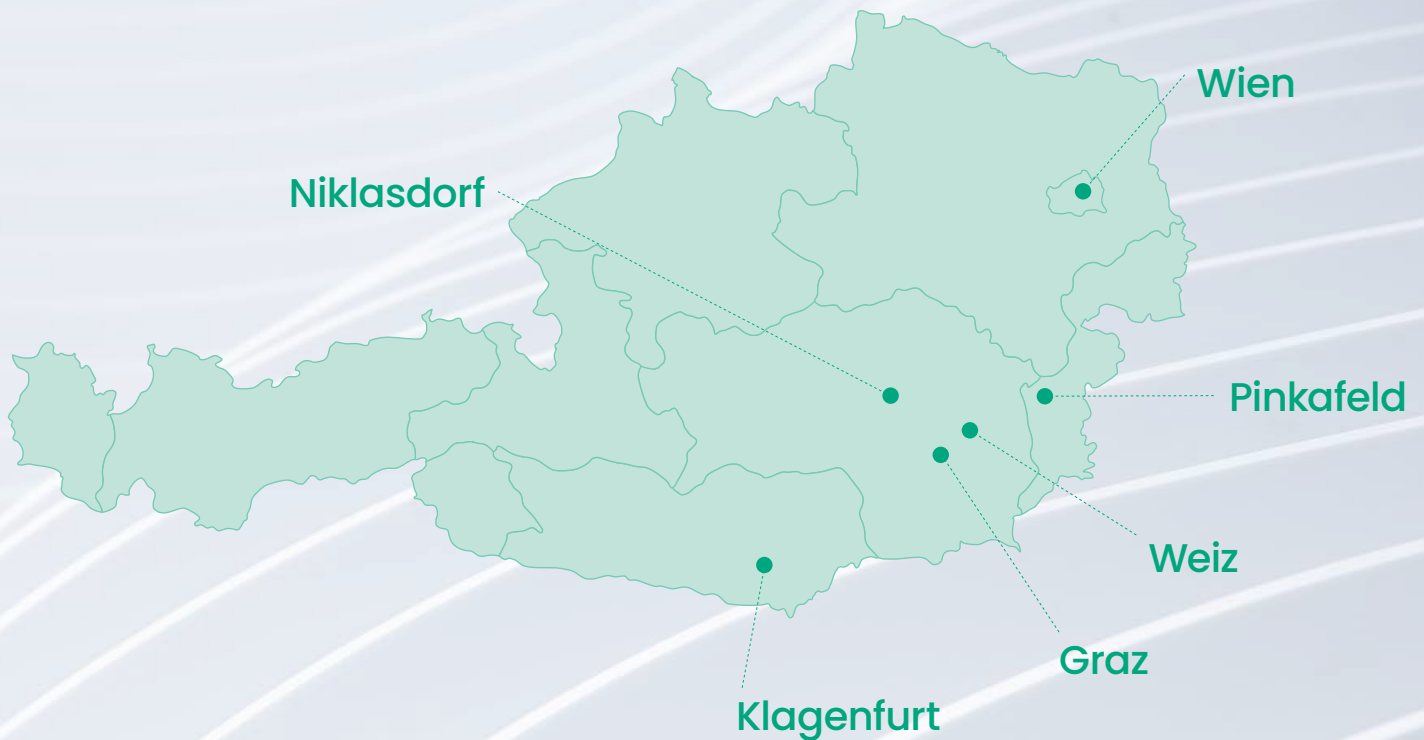 Wien
Niklasdorf
Pinkafeld
Weiz
Graz
Klagenfurt